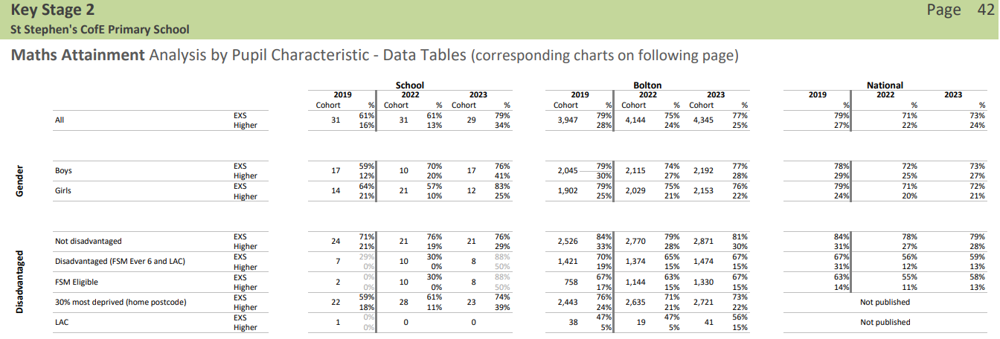 Key Stage 2 Page 42
St Stephen's CofE Primary School
Maths Attainment Analysis by Pupil Characteristic - Data Tables (corresponding charts on following page)
School Bolton National
2019 2022 2023 2019 2022 2023 2019 2022 2023
Cohort % Cohort % Cohort % Cohort % Cohort % Cohort % % % %
All EXS 31 61% 31 61% 29 79% 3,947 79% 4,144 75% 4,345 77% 79% 71% 73%
Higher 16% 13% 34% 28% 24% 25% 27% 22% 24%
Gender
Boys EXS 17 59% 10 70% 17 76% 2,045 79% 2,115 74% 2,192 77% 78% 72% 73%
Higher 12% 20% 41% 30% 27% 28% 29% 25% 27%
Girls EXS 14 64% 21 57% 12 83% 1,902 79% 2,029 75% 2,153 76% 79% 71% 72%
Higher 21% 10% 25% 25% 21% 22% 24% 20% 21%
Disadvantaged
Not disadvantaged EXS 24 71% 21 76% 21 76% 2,526 84% 2,770 79% 2,871 81% 84% 78% 79%
Higher 21% 19% 29% 33% 28% 30% 31% 27% 28%
Disadvantaged (FSM Ever 6 and LAC) EXS 7 29% 10 30% 8 88% 1,421 70% 1,374 65% 1,474 67% 67% 56% 59%
Higher 0% 0% 50% 19% 15% 15% 31% 12% 13%
FSM Eligible EXS 2 0% 10 30% 8 88% 758 67% 1,144 63% 1,330 67% 63% 55% 58%
Higher 0% 0% 50% 17% 15% 15% 14% 11% 13%
30% most deprived (home postcode) EXS 22 59% 28 61% 23 74% 2,443 76% 2,635 71% 2,721 73% Not published
Higher 18% 11% 39% 24% 21% 22%
LAC EXS 1 0% 0 0 38 47% 19 47% 41 56% Not published
Higher 0% 5% 5% 15%